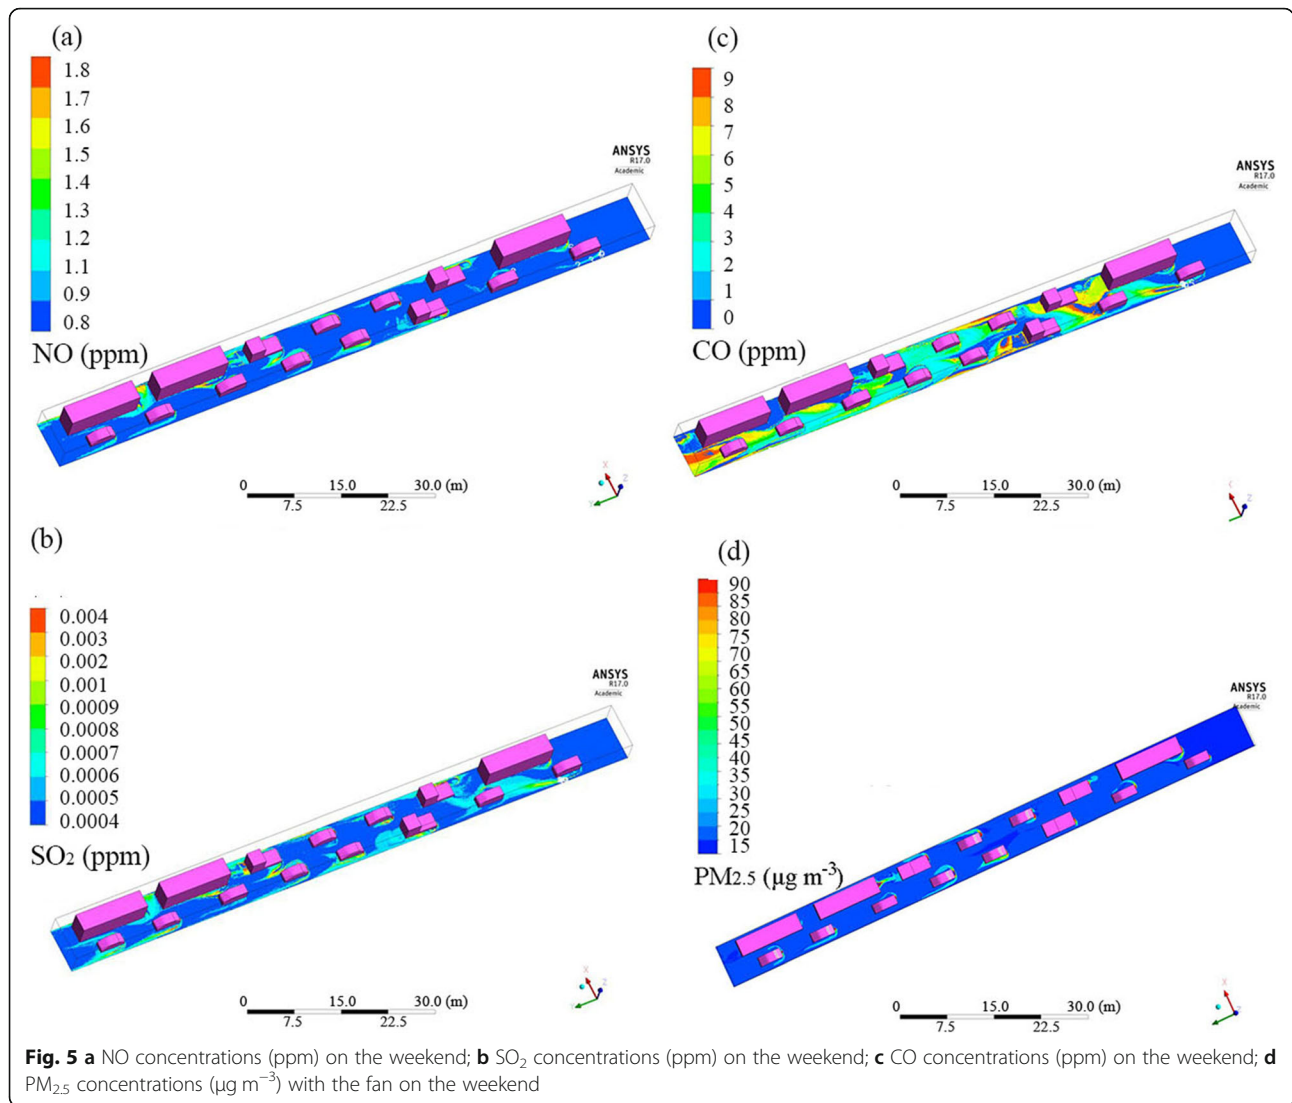 (a)
1.8
1.7
1.6
1.5
1.4
1.3
1.2
1.1
0.9
0.8
NO (ppm)
ANSYS
R17.0
Academic
0 15.0 30.0 (m)
7.5 22.5
X
Y
Z
(c)
9
8
7
6
5
4
3
2
1
0
CO (ppm)
ANSYS
R17.0
Academic
0 15.0 30.0 (m)
7.5 22.5
Z
(b)
0.004
0.003
0.002
0.001
0.0009
0.0008
0.0007
0.0006
0.0005
0.0004
SO₂ (ppm)
ANSYS
R17.0
Academic
0 15.0 30.0 (m)
7.5 22.5
X
Y
Z
(d)
90
85
80
75
70
65
60
55
50
45
40
35
30
25
20
15
PM₂.₅ (µg m⁻³)
ANSYS
R17.0
Academic
0 15.0 30.0 (m)
7.5 22.5
X
Z
Fig. 5 a NO concentrations (ppm) on the weekend; b SO₂ concentrations (ppm) on the weekend; c CO concentrations (ppm) on the weekend; d
PM₂.₅ concentrations (µg m⁻³) with the fan on the weekend